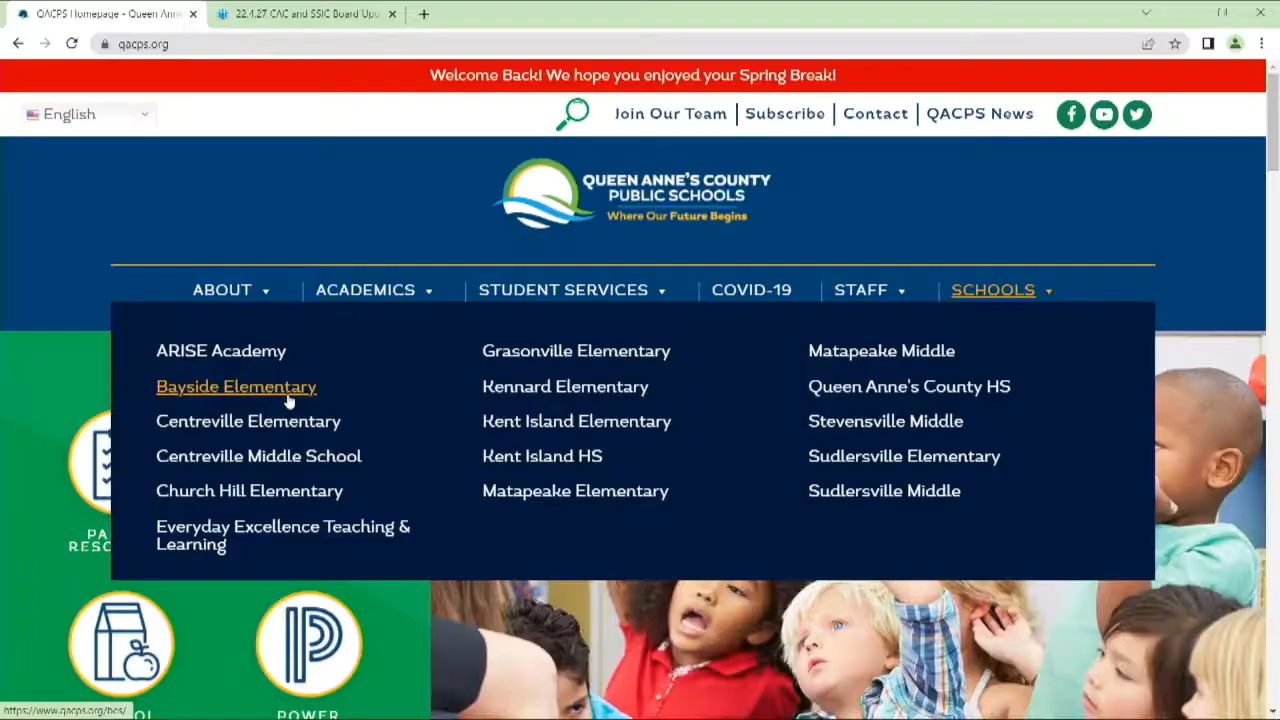 QACPS Homepage - Queen Anne
22.4.27 CAC and SSIC Board Upd
qacps.org
Welcome Back! We hope you enjoyed your Spring Break!
English
Join Our Team
Subscribe
Contact
QACPS News
QUEEN ANNE'S COUNTY
PUBLIC SCHOOLS
Where Our Future Begins
ABOUT
ACADEMICS
STUDENT SERVICES
COVID-19
STAFF
SCHOOLS
ARISE Academy
Bayside Elementary
Centreville Elementary
Centreville Middle School
Church Hill Elementary
Everyday Excellence Teaching &
Learning
Grasonville Elementary
Kennard Elementary
Kent Island Elementary
Kent Island HS
Matapeake Elementary
Matapeake Middle
Queen Anne's County HS
Stevensville Middle
Sudlersville Elementary
Sudlersville Middle
POWER
https://www.qacps.org/bes/